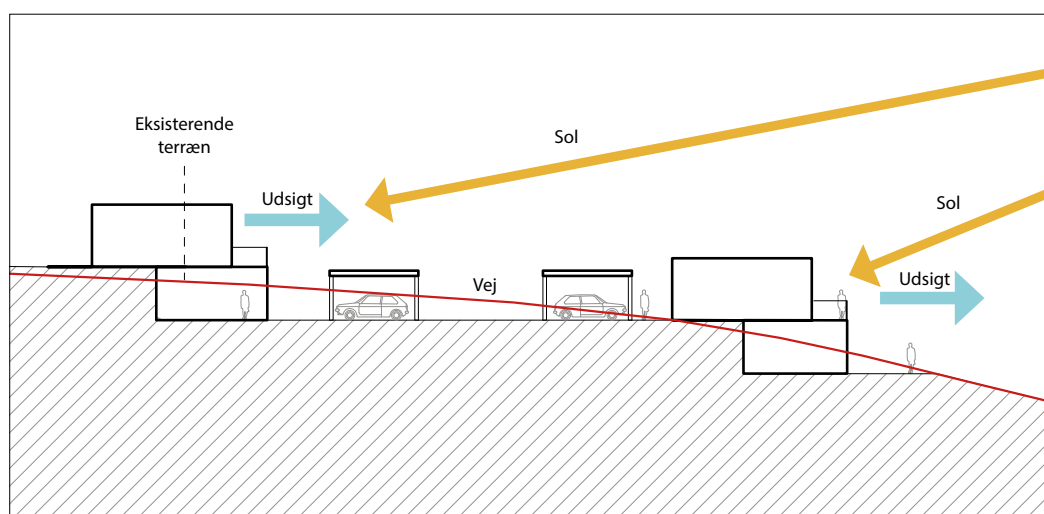 Eksisterende
terræn
Udsigt
Sol
Sol
Udsigt
Vej